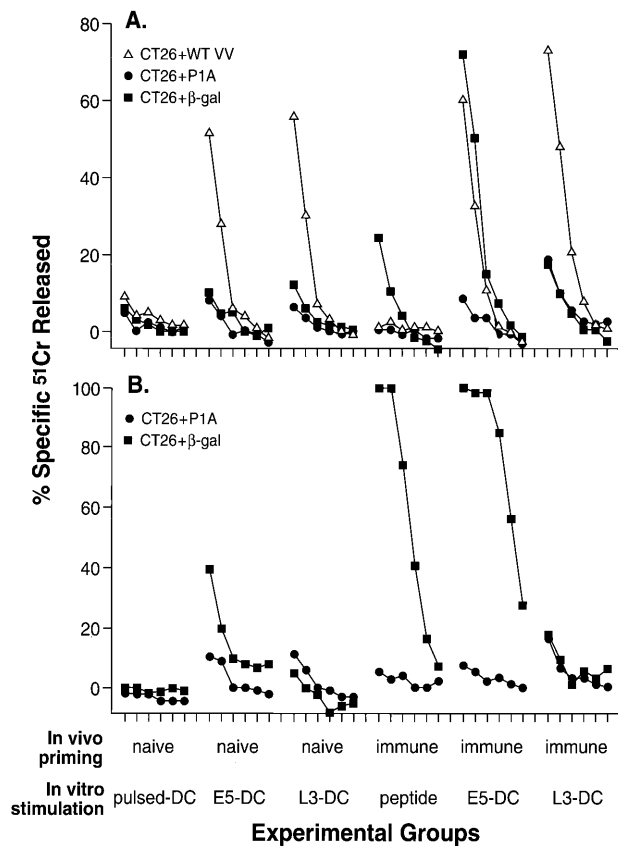 % Specific ⁵¹Cr Released
A.
CT26+WT VV
CT26+P1A
CT26+β-gal
80
60
40
20
0
B.
CT26+P1A
CT26+β-gal
100
80
60
40
20
0
In vivo priming
naive naive naive immune immune immune
In vitro stimulation
pulsed-DC E5-DC L3-DC peptide E5-DC L3-DC
Experimental Groups